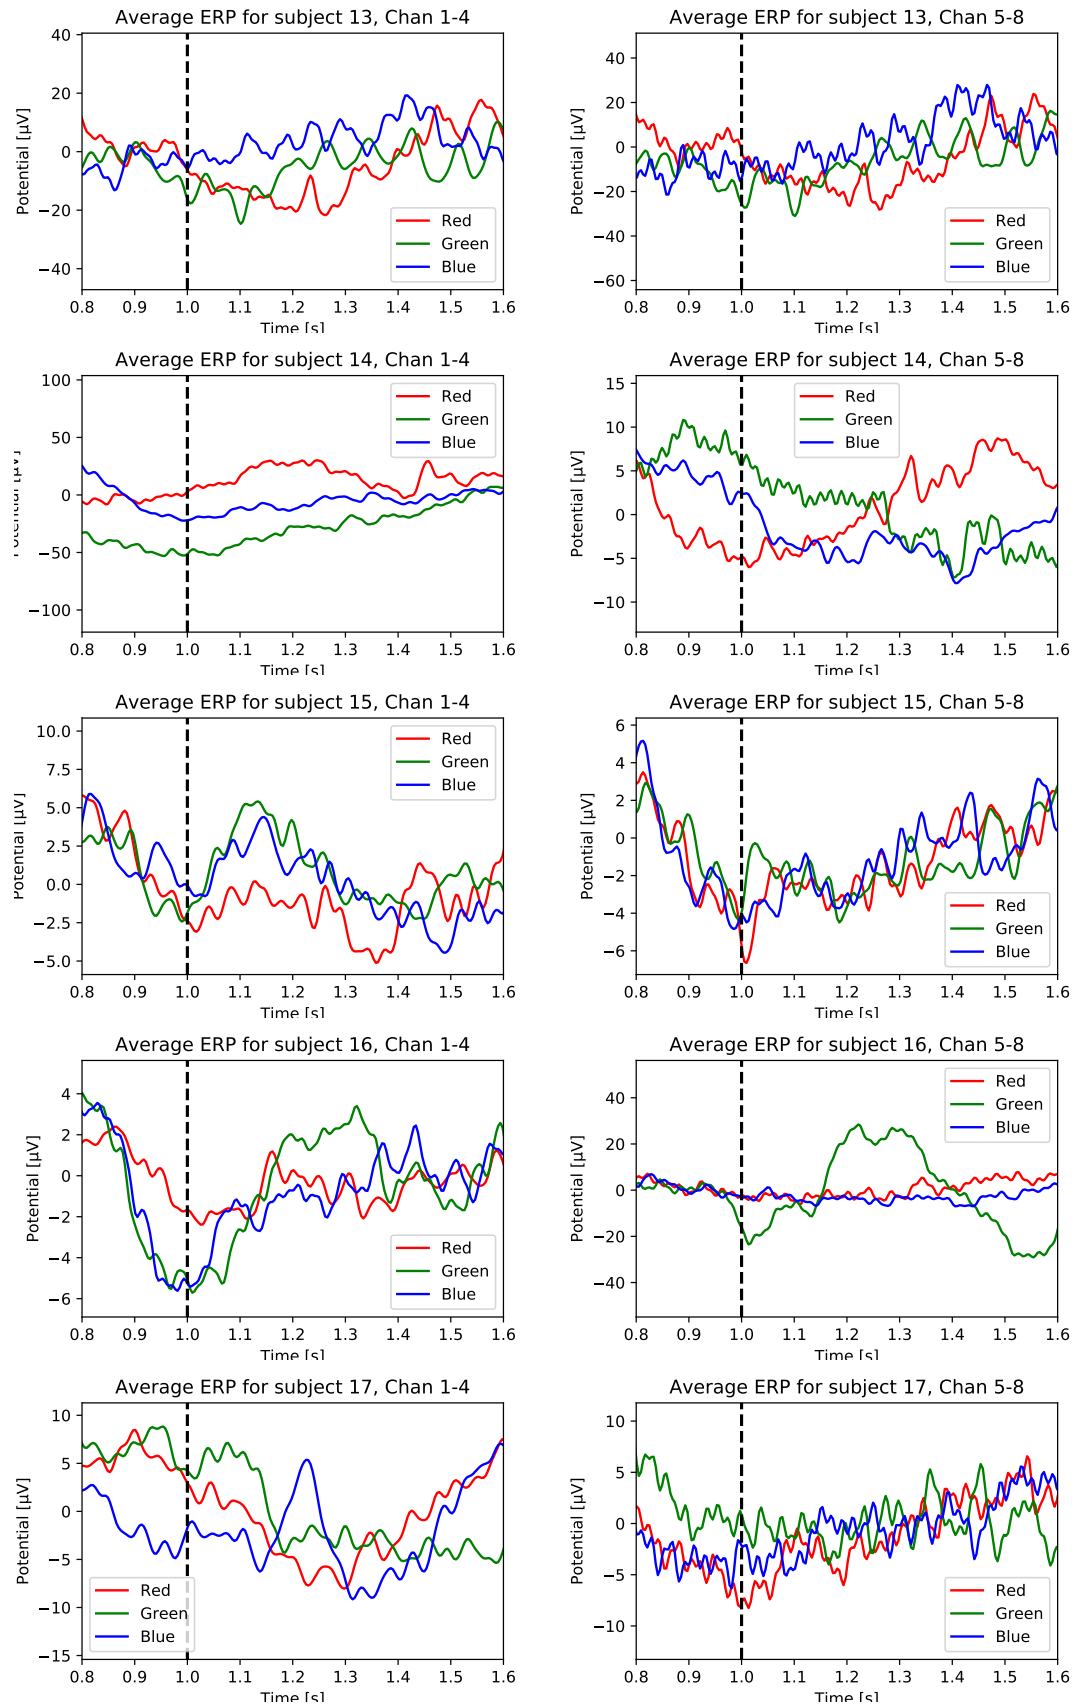 Average ERP for subject 13, Chan 1-4
40
20
0
−20
−40
Potential [µV]
Red
Green
Blue
0.8 0.9 1.0 1.1 1.2 1.3 1.4 1.5 1.6
Time [s]
Average ERP for subject 13, Chan 5-8
40
20
0
−20
−40
−60
Potential [µV]
Red
Green
Blue
0.8 0.9 1.0 1.1 1.2 1.3 1.4 1.5 1.6
Time [s]
Average ERP for subject 14, Chan 1-4
100
50
0
−50
−100
Potential [µV]
Red
Green
Blue
0.8 0.9 1.0 1.1 1.2 1.3 1.4 1.5 1.6
Time [s]
Average ERP for subject 14, Chan 5-8
15
10
5
0
−5
−10
Potential [µV]
Red
Green
Blue
0.8 0.9 1.0 1.1 1.2 1.3 1.4 1.5 1.6
Time [s]
Average ERP for subject 15, Chan 1-4
10.0
7.5
5.0
2.5
0.0
−2.5
−5.0
Potential [µV]
Red
Green
Blue
0.8 0.9 1.0 1.1 1.2 1.3 1.4 1.5 1.6
Time [s]
Average ERP for subject 15, Chan 5-8
6
4
2
0
−2
−4
−6
Potential [µV]
Red
Green
Blue
0.8 0.9 1.0 1.1 1.2 1.3 1.4 1.5 1.6
Time [s]
Average ERP for subject 16, Chan 1-4
4
2
0
−2
−4
−6
Potential [µV]
Red
Green
Blue
0.8 0.9 1.0 1.1 1.2 1.3 1.4 1.5 1.6
Time [s]
Average ERP for subject 16, Chan 5-8
40
20
0
−20
−40
Potential [µV]
Red
Green
Blue
0.8 0.9 1.0 1.1 1.2 1.3 1.4 1.5 1.6
Time [s]
Average ERP for subject 17, Chan 1-4
10
5
0
−5
−10
−15
Potential [µV]
Red
Green
Blue
0.8 0.9 1.0 1.1 1.2 1.3 1.4 1.5 1.6
Time [s]
Average ERP for subject 17, Chan 5-8
10
5
0
−5
−10
Potential [µV]
Red
Green
Blue
0.8 0.9 1.0 1.1 1.2 1.3 1.4 1.5 1.6
Time [s]